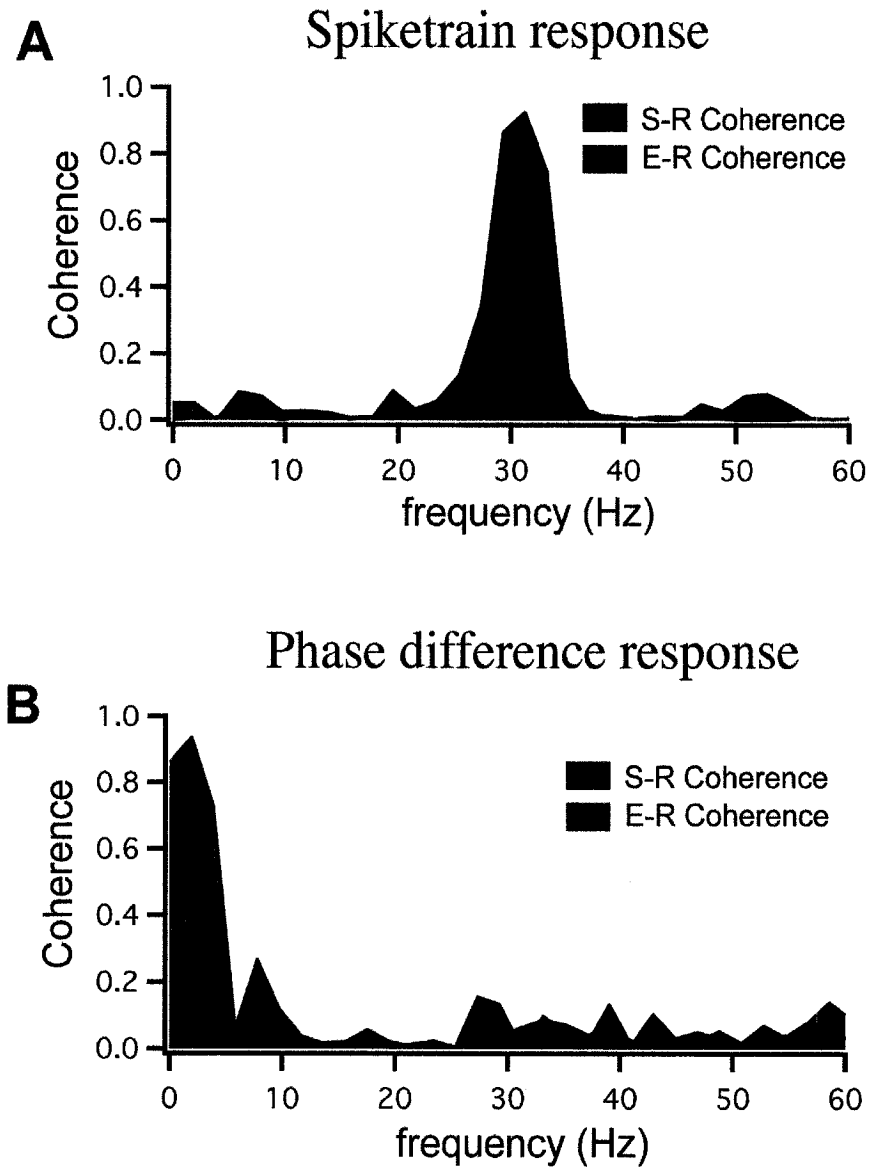 A
Spiketrain response
1.0
0.8
0.6
0.4
0.2
0.0
Coherence
S-R Coherence
E-R Coherence
0 10 20 30 40 50 60
frequency (Hz)
Phase difference response
B
1.0
0.8
0.6
0.4
0.2
0.0
Coherence
S-R Coherence
E-R Coherence
0 10 20 30 40 50 60
frequency (Hz)